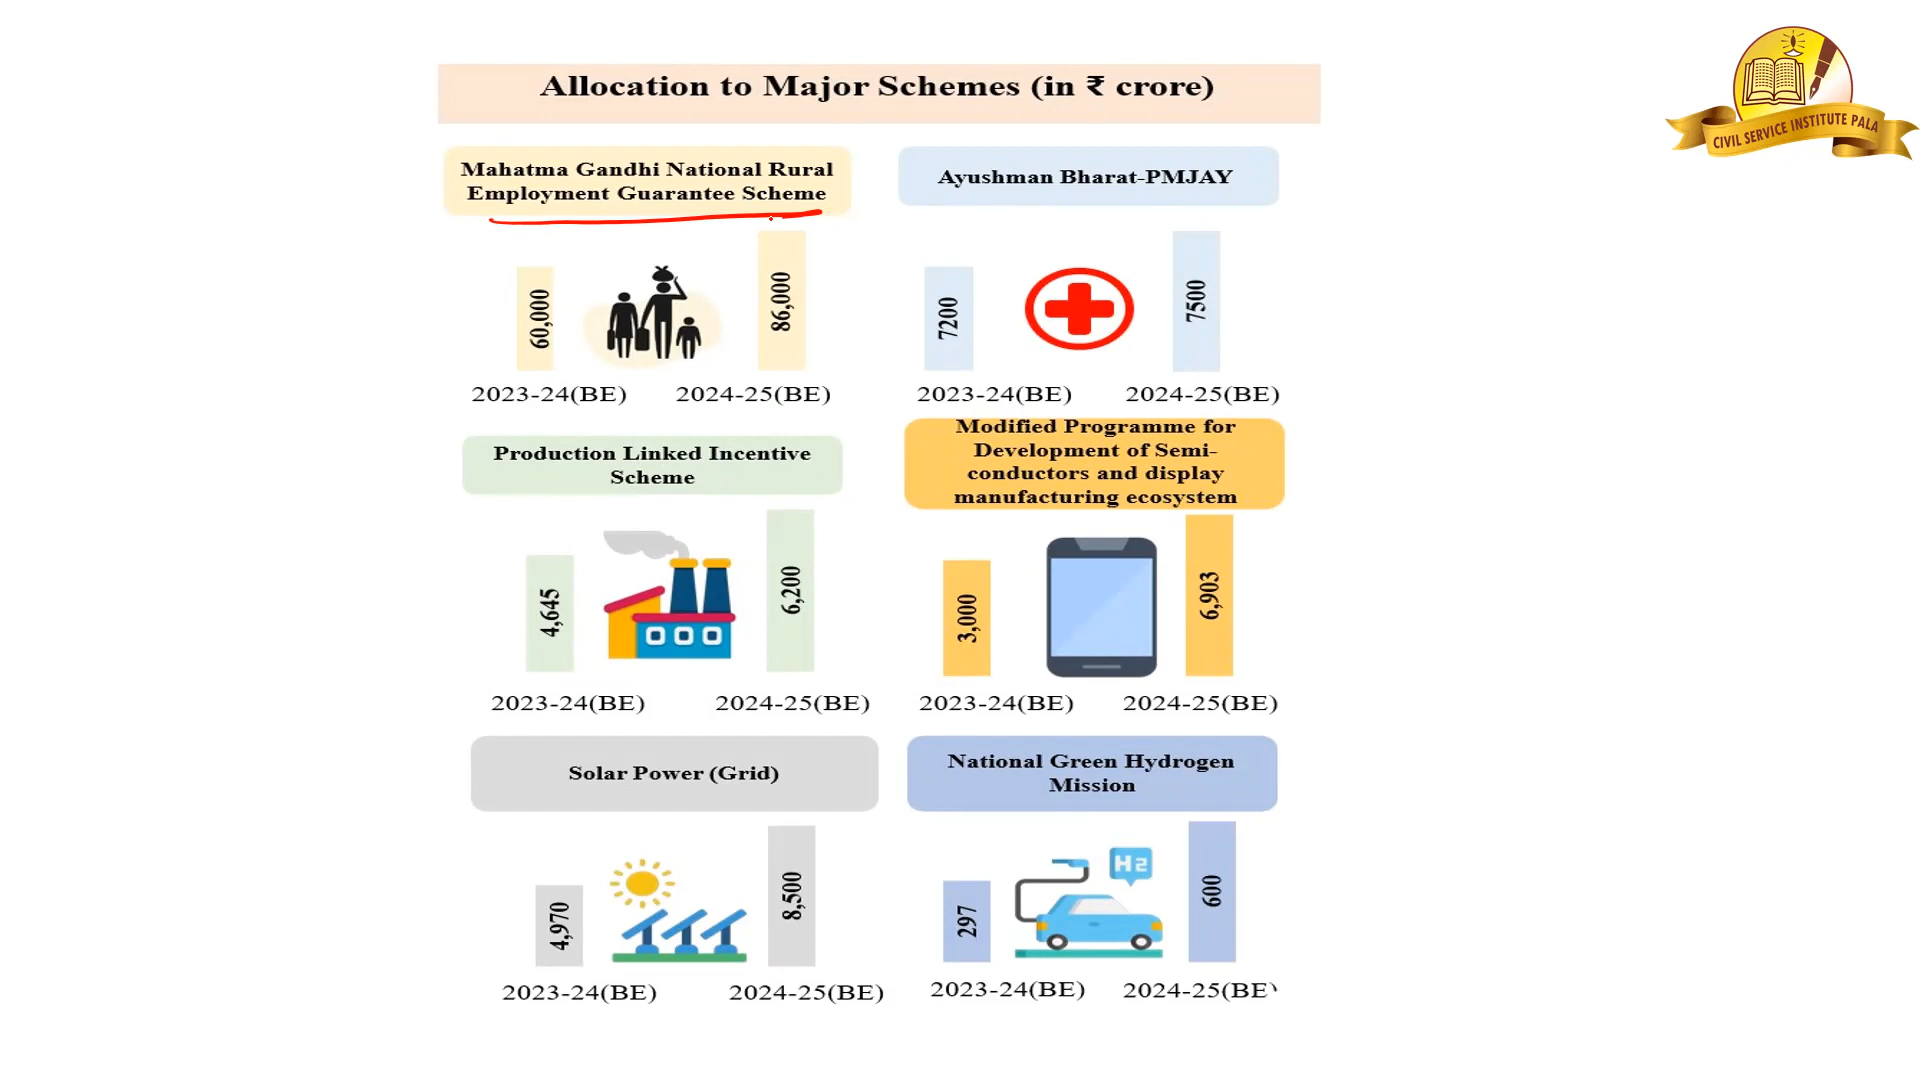 Allocation to Major Schemes (in ₹ crore)
CIVIL SERVICE INSTITUTE PALA
Mahatma Gandhi National Rural
Employment Guarantee Scheme
60,000
86,000
2023-24(BE)
2024-25(BE)
Ayushman Bharat-PMJAY
7200
7500
2023-24(BE)
2024-25(BE)
Production Linked Incentive
Scheme
4,645
6,200
2023-24(BE)
2024-25(BE)
Modified Programme for
Development of Semi-
conductors and display
manufacturing ecosystem
3,000
6,903
2023-24(BE)
2024-25(BE)
Solar Power (Grid)
4,970
8,500
2023-24(BE)
2024-25(BE)
National Green Hydrogen
Mission
297
H2
600
2023-24(BE)
2024-25(BE)